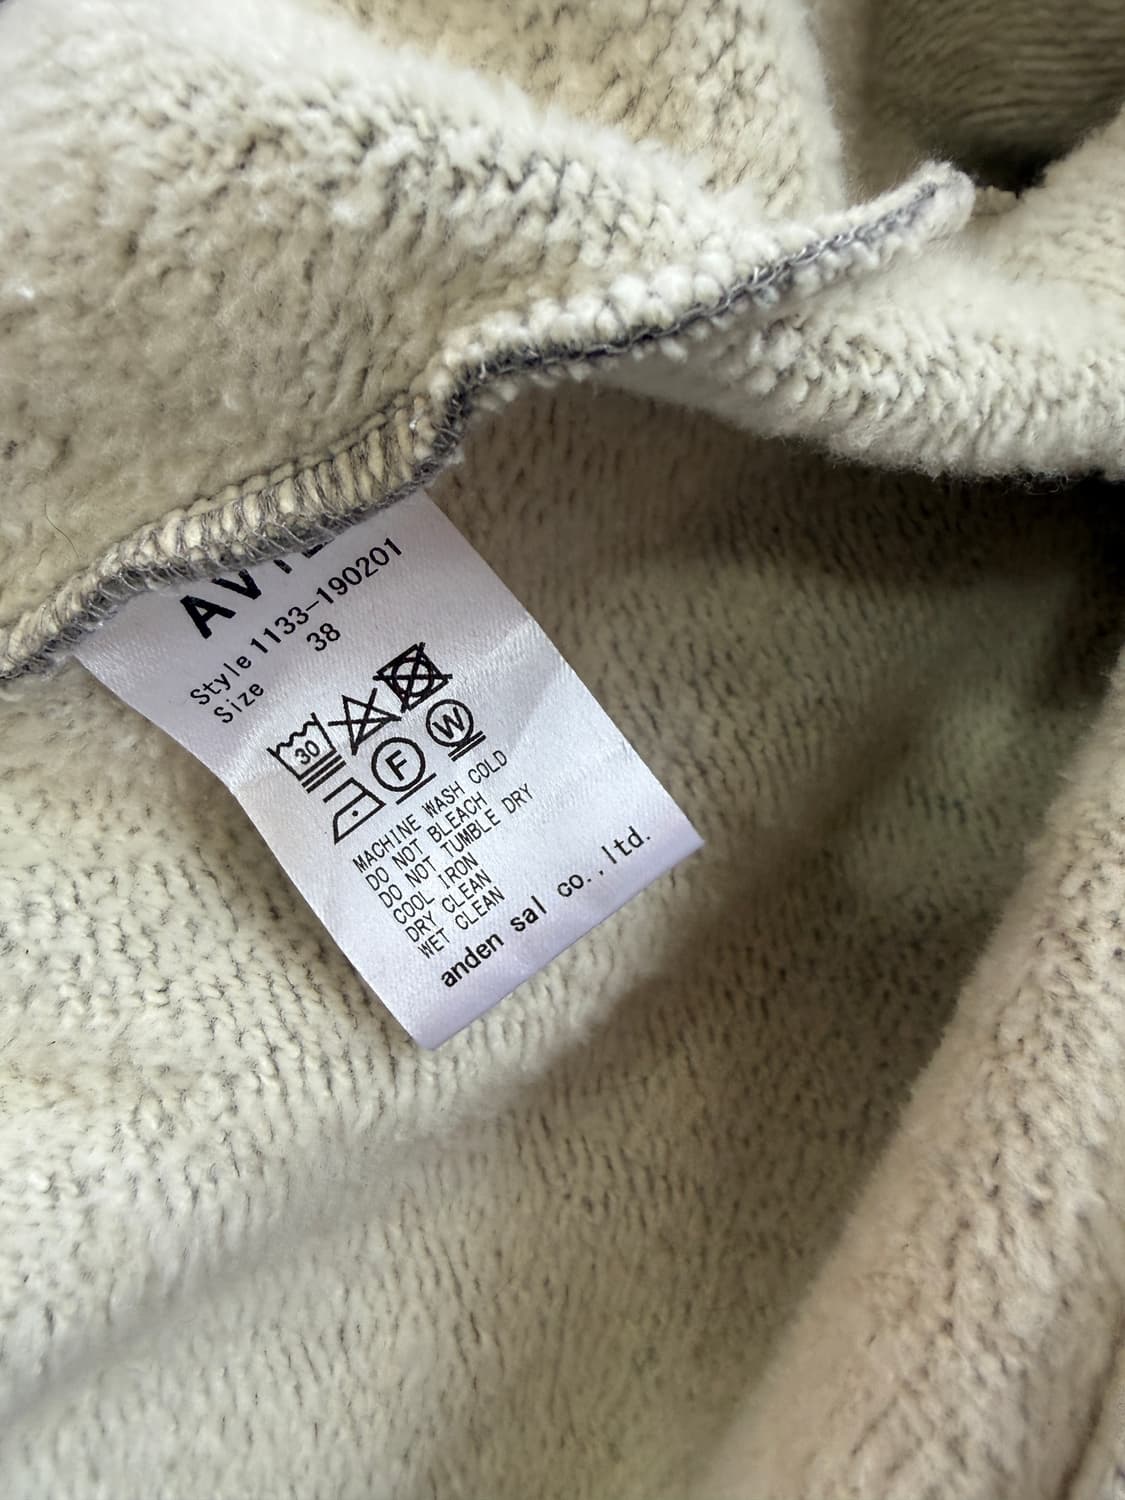 Style 1133-190201
Size 38
30
F W
MACHINE WASH COLD
DO NOT BLEACH
DO NOT TUMBLE DRY
COOL IRON
DRY CLEAN
WET CLEAN
anden sal co.,ltd.